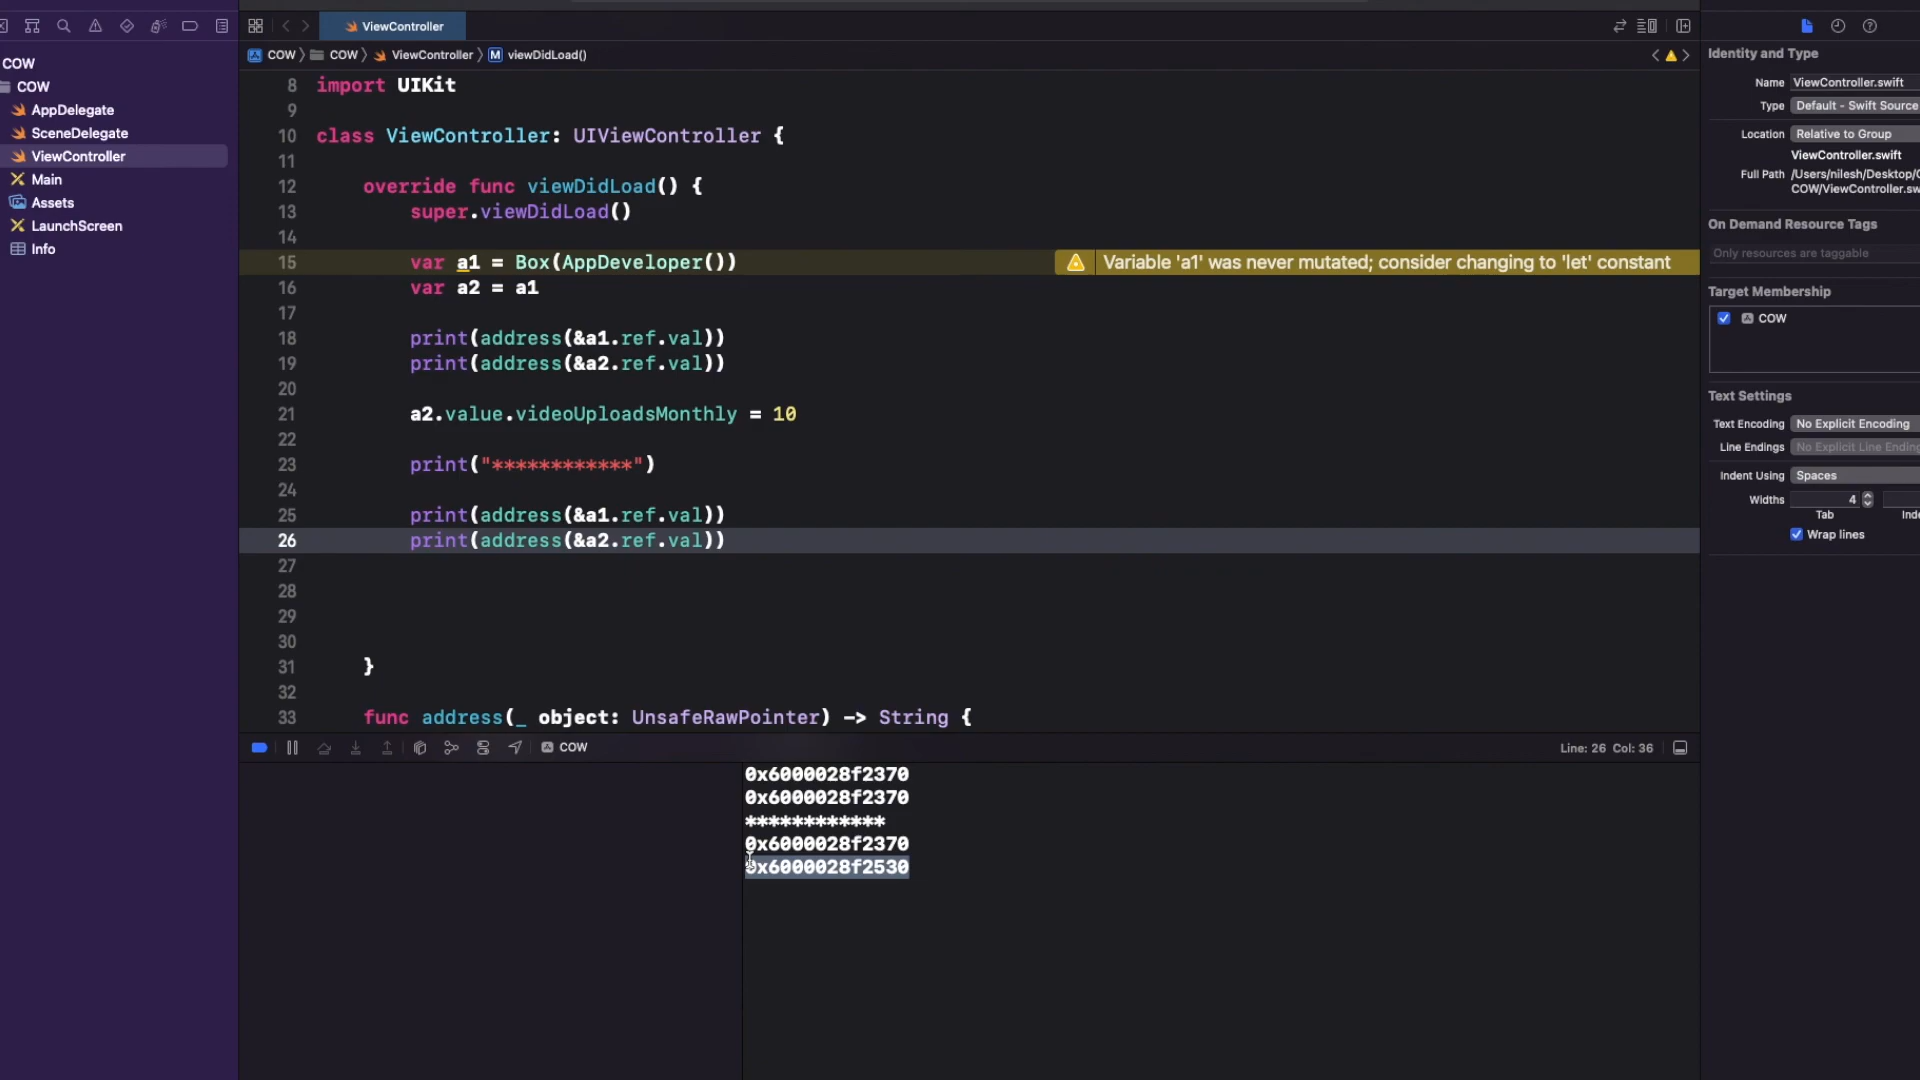 ViewController
COW
COW
ViewController
viewDidLoad()
COW
COW
AppDelegate
SceneDelegate
ViewController
Main
Assets
LaunchScreen
Info
8 import UIKit
9
10 class ViewController: UIViewController {
11
12 override func viewDidLoad() {
13 super.viewDidLoad()
14
15 var a1 = Box(AppDeveloper())
Variable 'a1' was never mutated; consider changing to 'let' constant
16 var a2 = a1
17
18 print(address(&a1.ref.val))
19 print(address(&a2.ref.val))
20
21 a2.value.videoUploadsMonthly = 10
22
23 print("************")
24
25 print(address(&a1.ref.val))
26 print(address(&a2.ref.val))
27
28
29
30
31 }
32
33 func address(_ object: UnsafeRawPointer) -> String {
COW
Line: 26 Col: 36
0x6000028f2370
0x6000028f2370
************
0x6000028f2370
0x6000028f2530
Identity and Type
Name ViewController.swift
Type Default - Swift Source
Location Relative to Group
ViewController.swift
Full Path /Users/nilesh/Desktop/
COW/ViewController.sw
On Demand Resource Tags
Only resources are taggable
Target Membership
COW
Text Settings
Text Encoding No Explicit Encoding
Line Endings No Explicit Line Ending
Indent Using Spaces
Widths 4
Tab Inde
Wrap lines